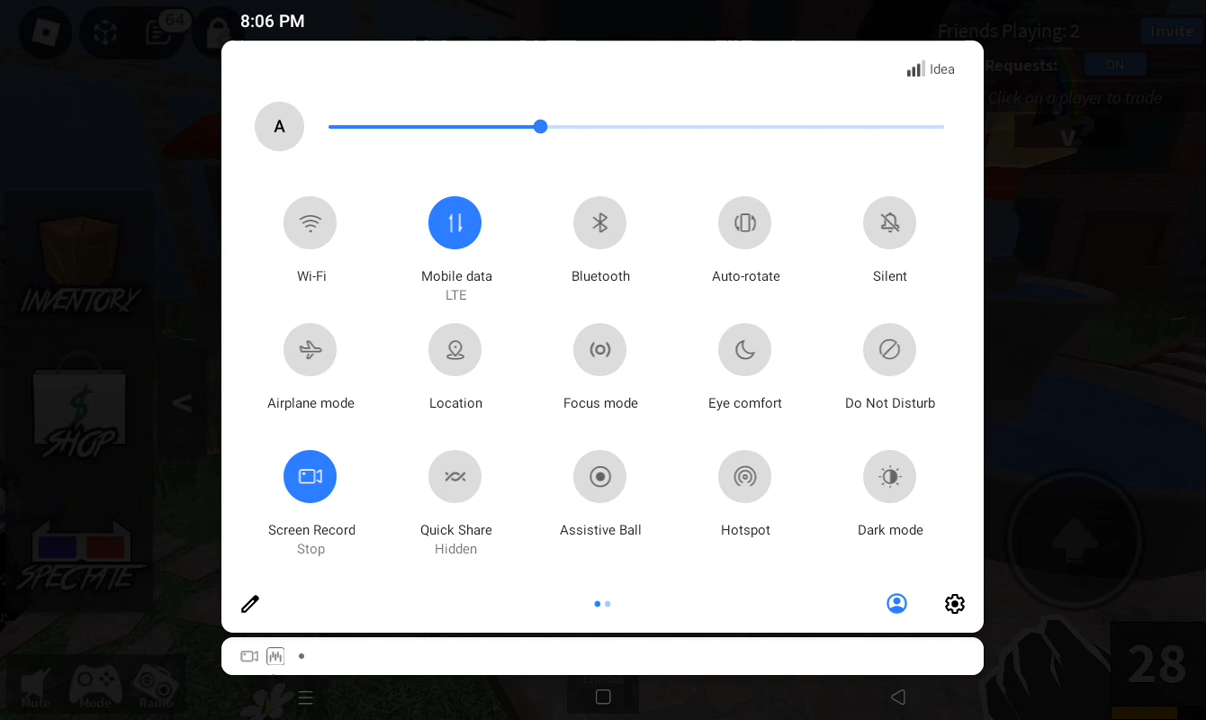 64
8:06 PM
Friends Playing: 2
Invite
Idea
Requests:
ON
Click on a player to trade
A
V
Wi-Fi
Mobile data
LTE
Bluetooth
Auto-rotate
Silent
INVENTORY
Airplane mode
Location
Focus mode
Eye comfort
Do Not Disturb
<
SHOP
Screen Record
Stop
Quick Share
Hidden
Assistive Ball
Hotspot
Dark mode
SPECTATE
28
Mute
Mode
Radio